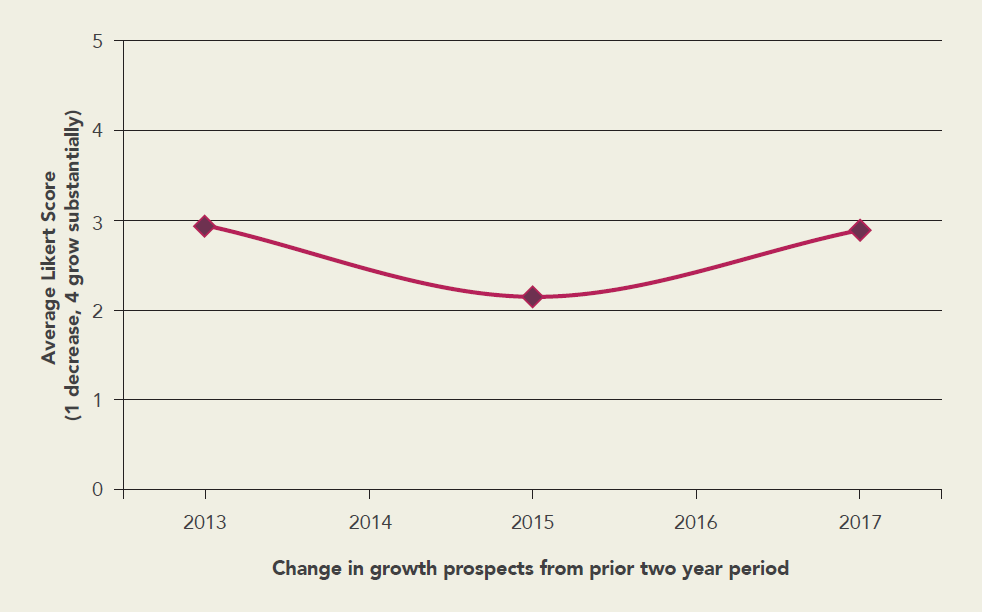 5
4
3
2
1
0
Average Likert Score
(1 decrease, 4 grow substantially)
2013 2014 2015 2016 2017
Change in growth prospects from prior two year period